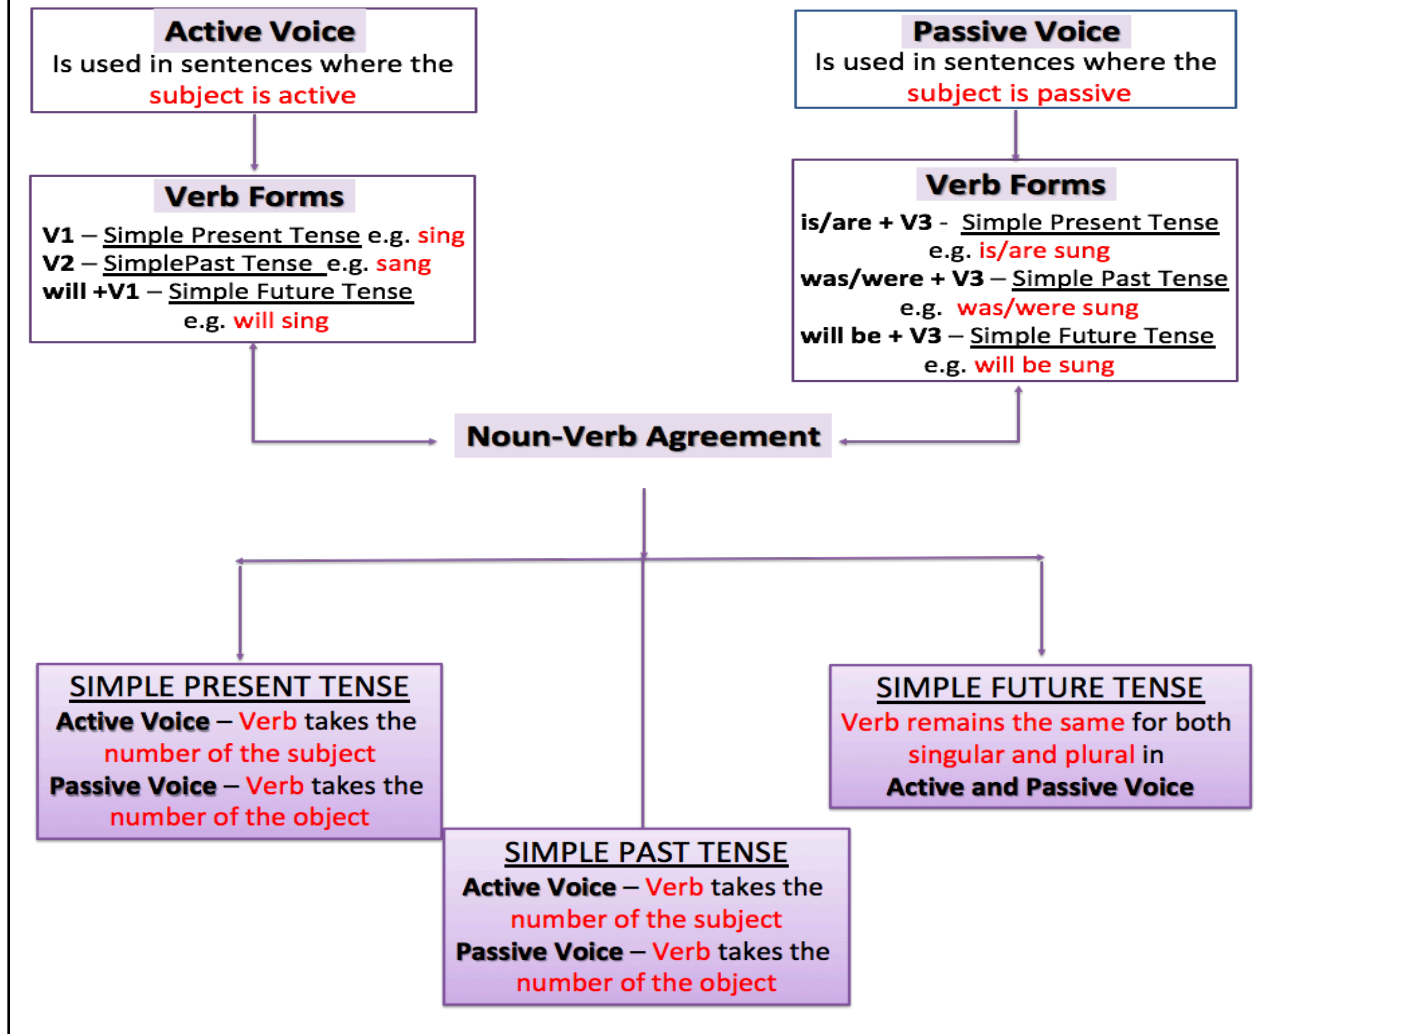 Active Voice
Is used in sentences where the
subject is active
Passive Voice
Is used in sentences where the
subject is passive
Verb Forms
V1 – Simple Present Tense e.g. sing
V2 – SimplePast Tense e.g. sang
will +V1 – Simple Future Tense
e.g. will sing
Verb Forms
is/are + V3 - Simple Present Tense
e.g. is/are sung
was/were + V3 – Simple Past Tense
e.g. was/were sung
will be + V3 – Simple Future Tense
e.g. will be sung
Noun-Verb Agreement
SIMPLE PRESENT TENSE
Active Voice – Verb takes the
number of the subject
Passive Voice – Verb takes the
number of the object
SIMPLE FUTURE TENSE
Verb remains the same for both
singular and plural in
Active and Passive Voice
SIMPLE PAST TENSE
Active Voice – Verb takes the
number of the subject
Passive Voice – Verb takes the
number of the object